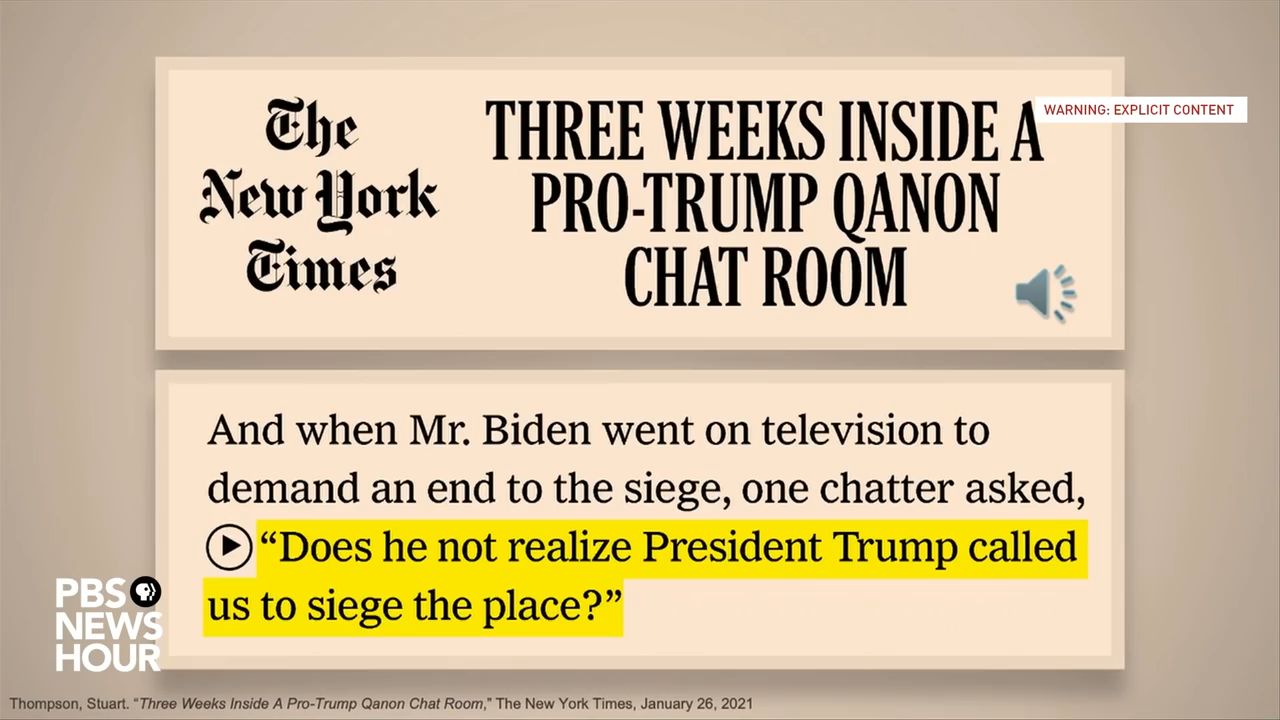 The
New York
Times
THREE WEEKS INSIDE A
PRO-TRUMP QANON
CHAT ROOM
WARNING: EXPLICIT CONTENT
And when Mr. Biden went on television to
demand an end to the siege, one chatter asked,
“Does he not realize President Trump called
us to siege the place?”
PBS
NEWS
HOUR
Thompson, Stuart. “Three Weeks Inside A Pro-Trump Qanon Chat Room,” The New York Times, January 26, 2021